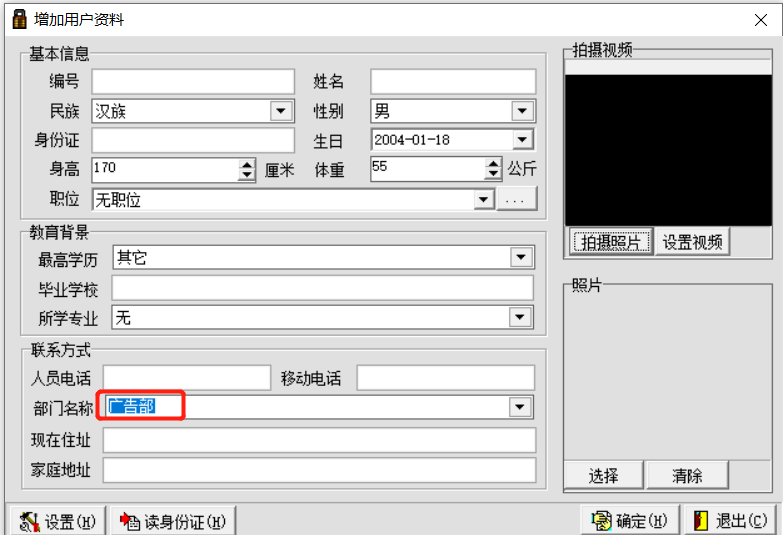 增加用户资料
基本信息
编号 姓名
民族 汉族 性别 男
身份证 生日 2004-01-18
身高 170 厘米 体重 55 公斤
职位 无职位 ...
教育背景
最高学历 其它
毕业学校
所学专业 无
联系方式
人员电话 移动电话
部门名称 广告部
现在住址
家庭地址
拍摄视频
拍摄照片 设置视频
照片
选择 清除
设置(H) 读身份证(H) 确定(H) 退出(C)